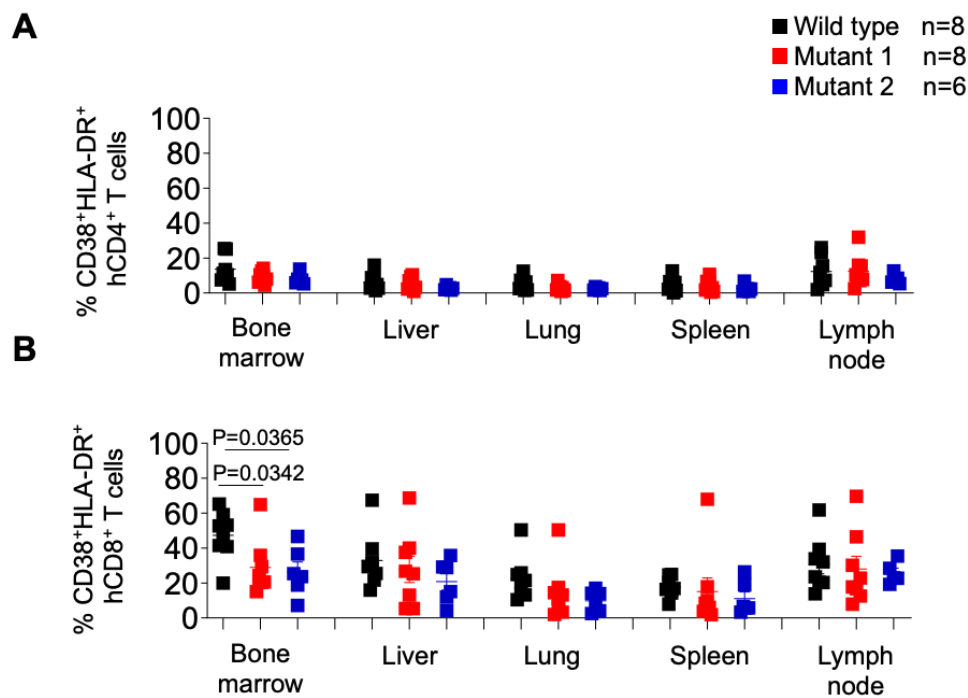 A
Wild type n=8
Mutant 1 n=8
Mutant 2 n=6
% CD38⁺HLA-DR⁺
hCD4⁺ T cells
100
80
60
40
20
0
Bone
marrow
Liver
Lung
Spleen
Lymph
node
B
% CD38⁺HLA-DR⁺
hCD8⁺ T cells
100
80
60
40
20
0
P=0.0365
P=0.0342
Bone
marrow
Liver
Lung
Spleen
Lymph
node